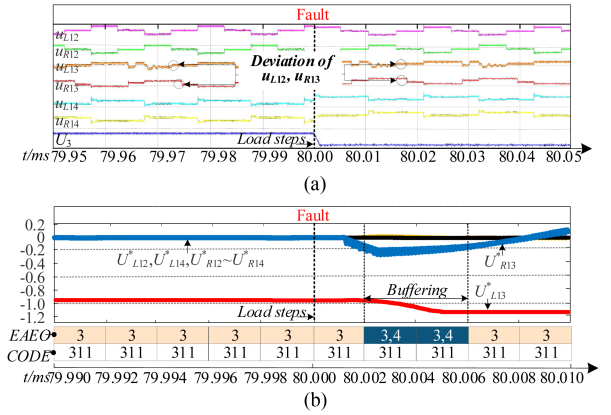 Fault
uL12
uR12
uL13
uR13
uL14
uR14
U3
Deviation of
uL12, uR13
Load steps
t/ms
79.95 79.96 79.97 79.98 79.99 80.00 80.01 80.02 80.03 80.04 80.05
(a)
Fault
0.2
0
-0.2
-0.4
-0.6
-0.8
-1.0
-1.2
U*L12,U*L14,U*R12~U*R14
U*R13
Buffering
U*L13
Load steps
EAEO 3 3 3 3 3 3 3,4 3,4 3 3
CODE 311 311 311 311 311 311 311 311 311 311
t/ms
79.990 79.992 79.994 79.996 79.998 80.000 80.002 80.004 80.006 80.008 80.010
(b)